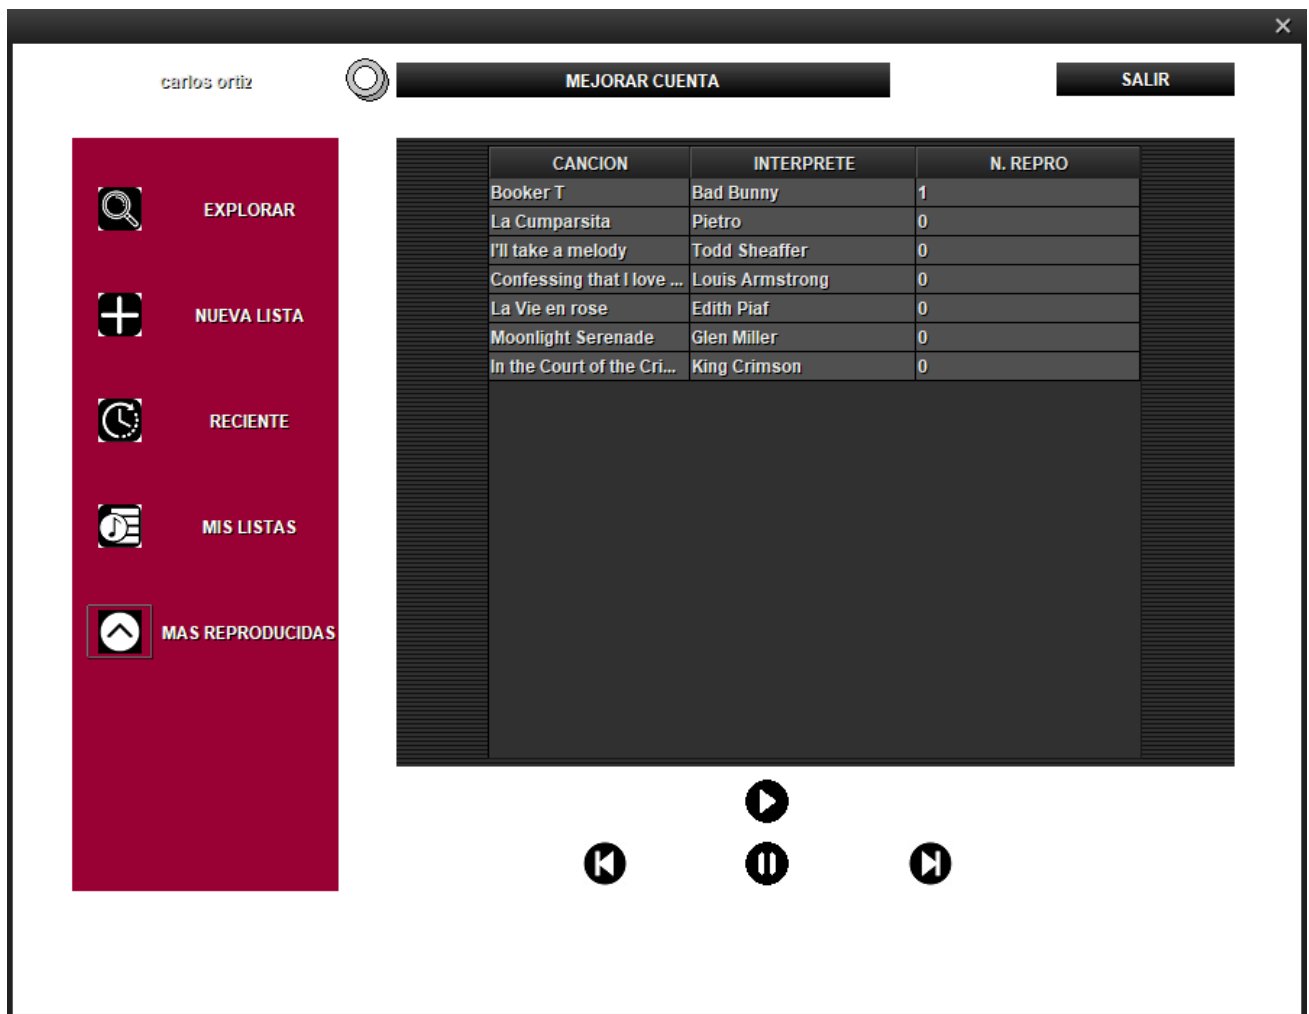 carlos ortiz MEJORAR CUENTA SALIR
EXPLORAR
NUEVA LISTA
RECIENTE
MIS LISTAS
MAS REPRODUCIDAS
CANCION INTERPRETE N. REPRO
Booker T Bad Bunny 1
La Cumparsita Pietro 0
I'll take a melody Todd Sheaffer 0
Confessing that I love ... Louis Armstrong 0
La Vie en rose Edith Piaf 0
Moonlight Serenade Glen Miller 0
In the Court of the Cri... King Crimson 0